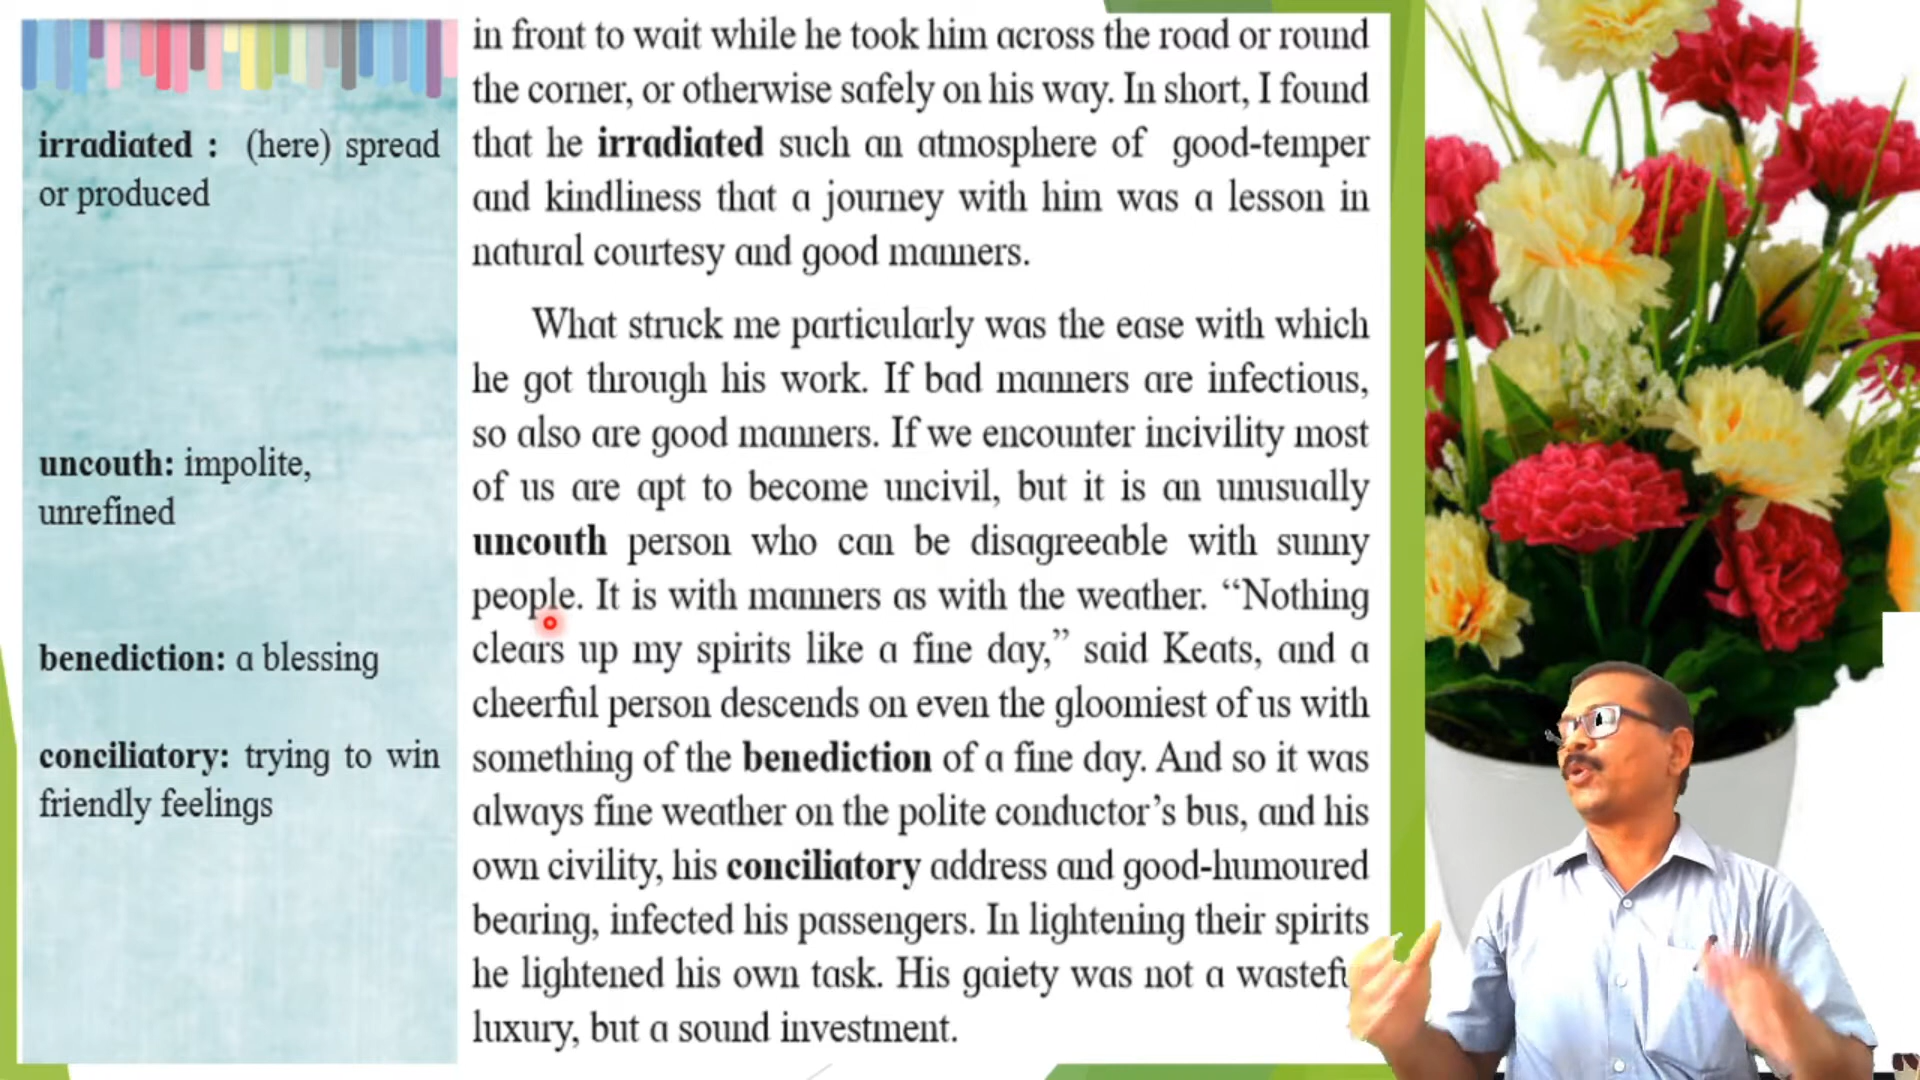 irradiated : (here) spread
or produced
uncouth: impolite,
unrefined
benediction: a blessing
conciliatory: trying to win
friendly feelings
in front to wait while he took him across the road or round
the corner, or otherwise safely on his way. In short, I found
that he irradiated such an atmosphere of good-temper
and kindliness that a journey with him was a lesson in
natural courtesy and good manners.
What struck me particularly was the ease with which
he got through his work. If bad manners are infectious,
so also are good manners. If we encounter incivility most
of us are apt to become uncivil, but it is an unusually
uncouth person who can be disagreeable with sunny
people. It is with manners as with the weather. “Nothing
clears up my spirits like a fine day,” said Keats, and a
cheerful person descends on even the gloomiest of us with
something of the benediction of a fine day. And so it was
always fine weather on the polite conductor’s bus, and his
own civility, his conciliatory address and good-humoured
bearing, infected his passengers. In lightening their spirits
he lightened his own task. His gaiety was not a
luxury, but a sound investment.